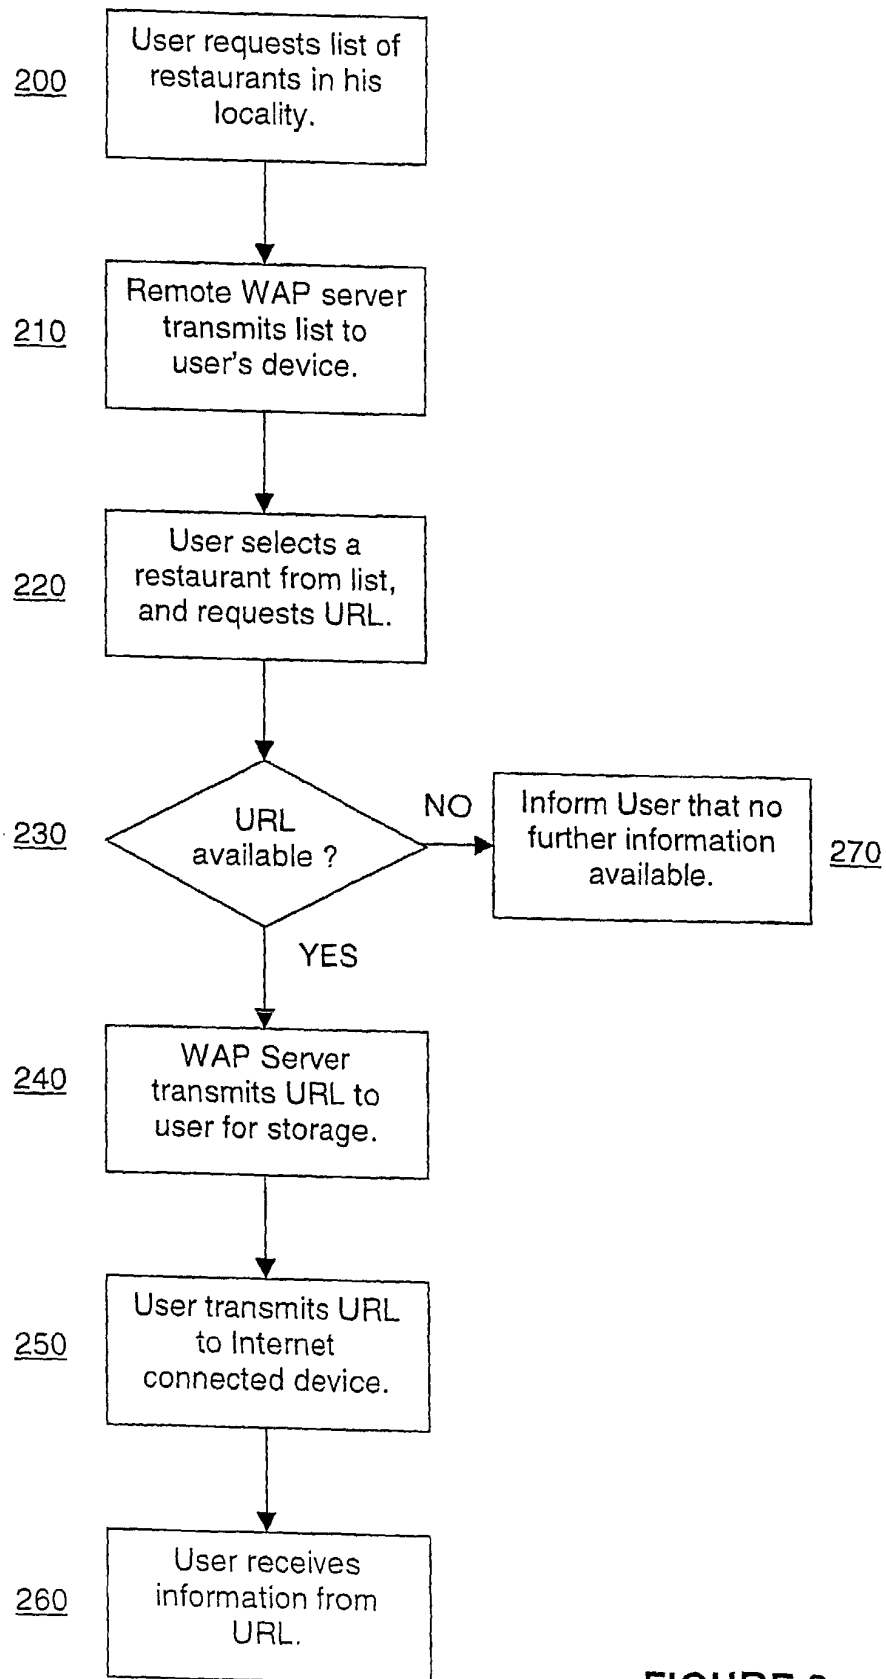 200
User requests list of
restaurants in his
locality.
210
Remote WAP server
transmits list to
user's device.
220
User selects a
restaurant from list,
and requests URL.
230
URL
available ?
NO
Inform User that no
further information
available.
270
YES
240
WAP Server
transmits URL to
user for storage.
250
User transmits URL
to Internet
connected device.
260
User receives
information from
URL.
FIGURE